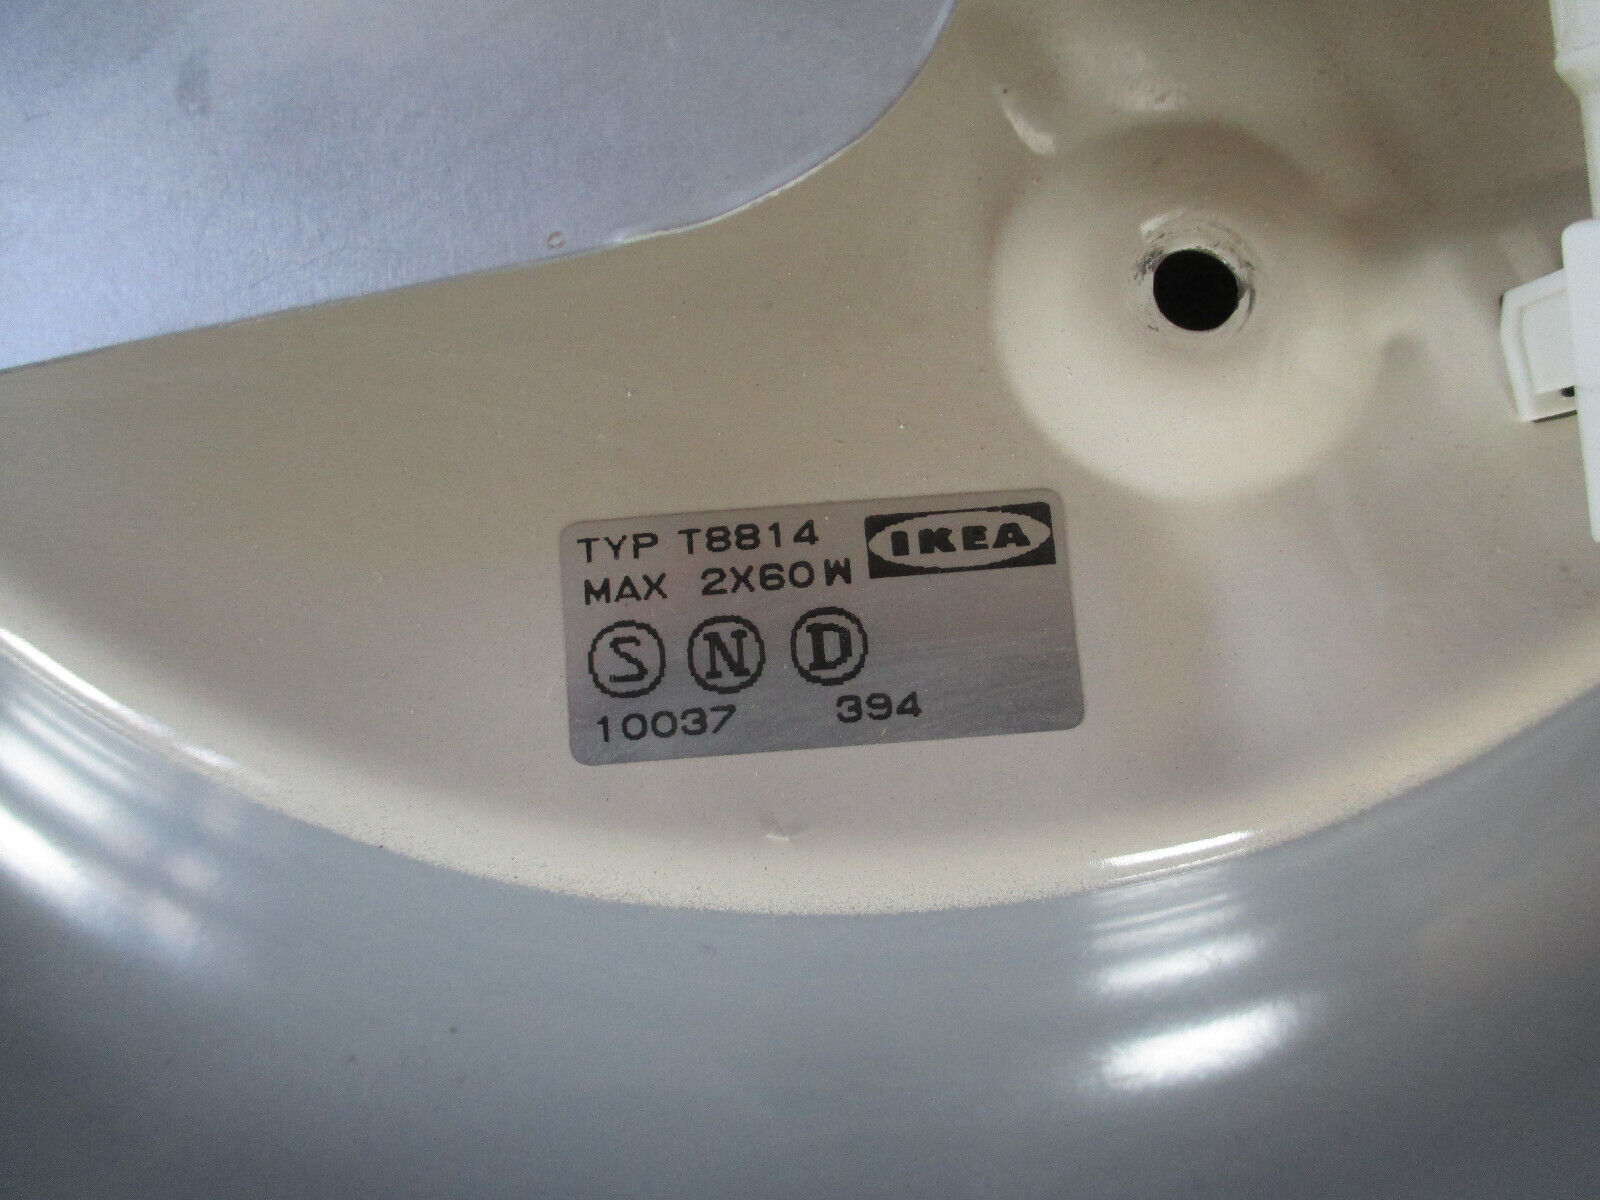 TYP T8814
IKEA
MAX 2X60W
S N D
10037 394